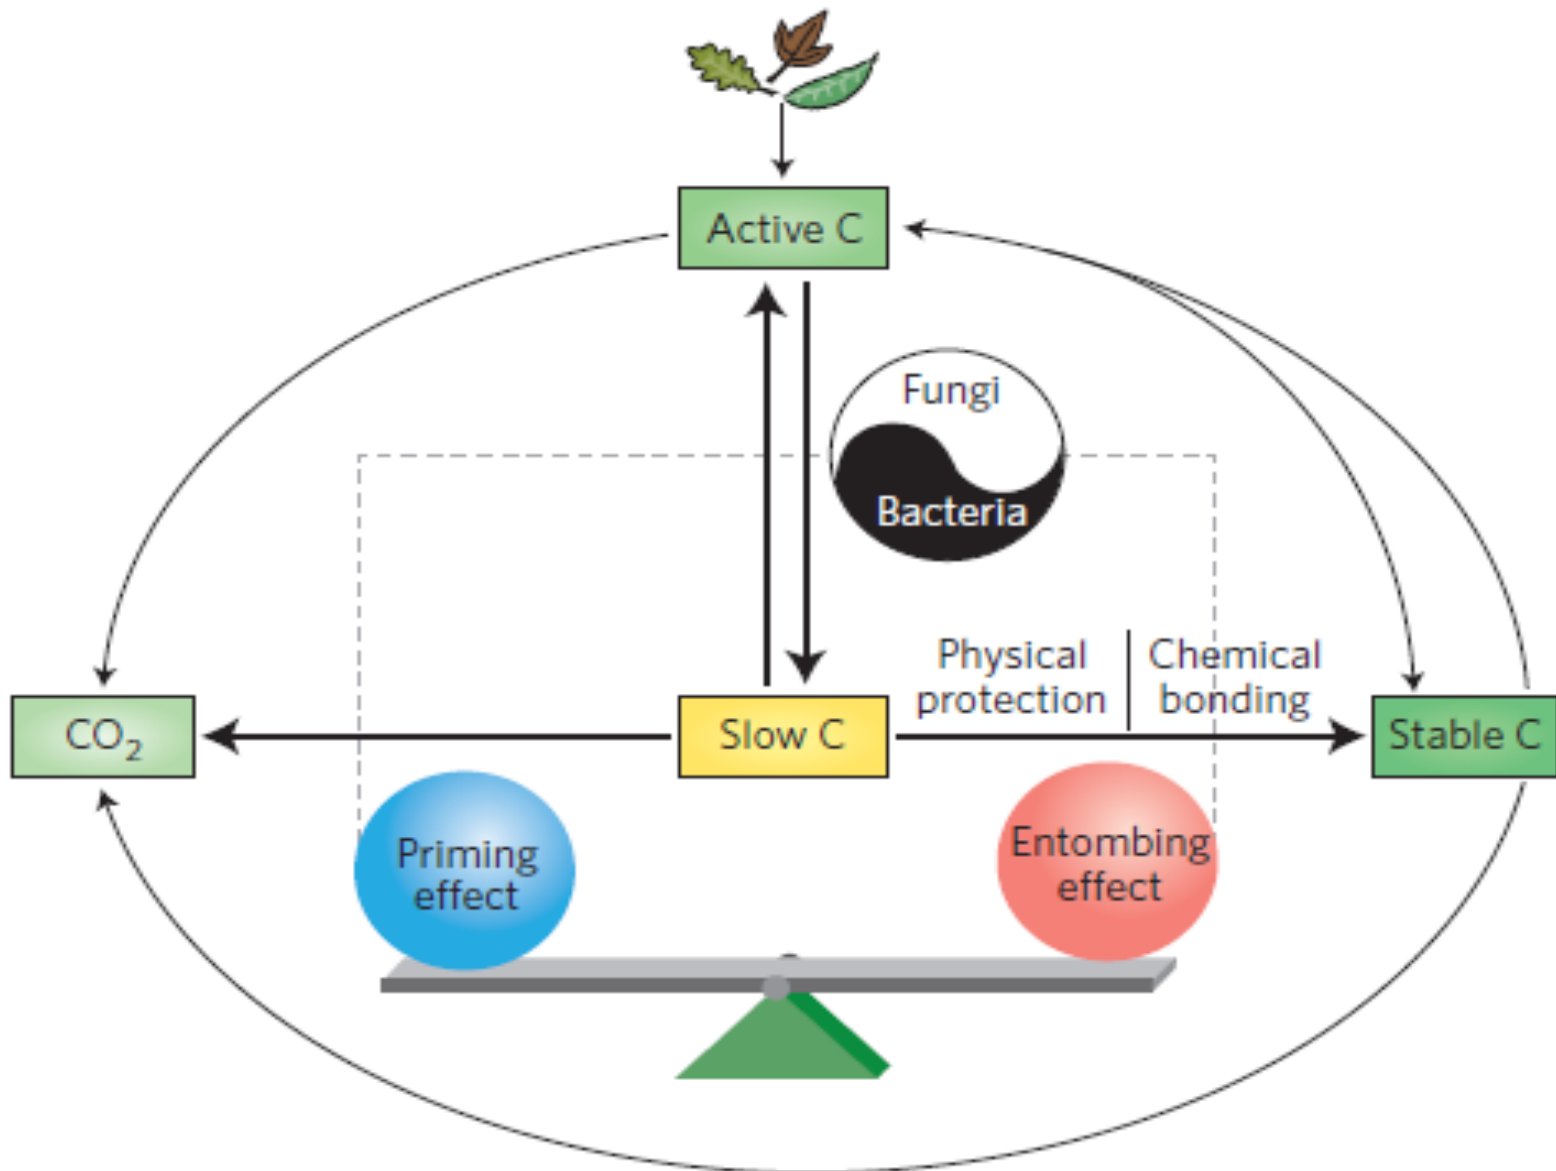 Active C
Fungi
Bacteria
Physical
protection
Chemical
bonding
CO₂
Slow C
Stable C
Priming
effect
Entombing
effect